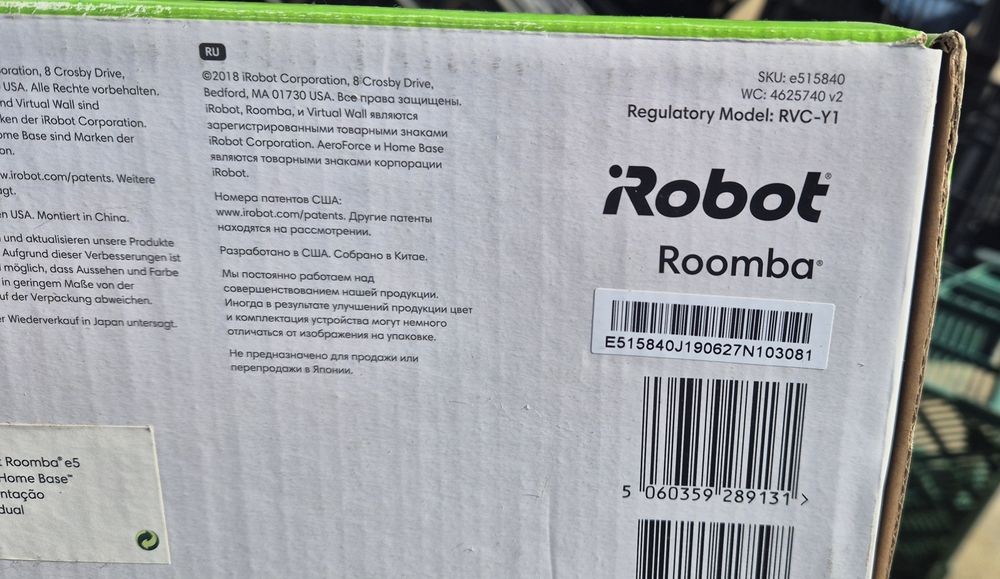 oration, 8 Crosby Drive,
USA. Alle Rechte vorbehalten.
nd Virtual Wall sind
ken der iRobot Corporation.
ome Base sind Marken der
on.
w.irobot.com/patents. Weitere
agt.
n USA. Montiert in China.
und aktualisieren unsere Produkte
Aufgrund dieser Verbesserungen ist
möglich, dass Aussehen und Farbe
in geringem Maße von der
uf der Verpackung abweichen.
r Wiederverkauf in Japan untersagt.
RU
©2018 iRobot Corporation, 8 Crosby Drive,
Bedford, MA 01730 USA. Все права защищены.
iRobot, Roomba, и Virtual Wall являются
зарегистрированными товарными знаками
iRobot Corporation. AeroForce и Home Base
являются товарными знаками корпорации
iRobot.
Номера патентов США:
www.irobot.com/patents. Другие патенты
находятся на рассмотрении.
Разработано в США. Собрано в Китае.
Мы постоянно работаем над
совершенствованием нашей продукции.
Иногда в результате улучшений продукции цвет
и комплектация устройства могут немного
отличаться от изображения на упаковке.
Не предназначено для продажи или
перепродажи в Японии.
SKU: e515840
WC: 4625740 v2
Regulatory Model: RVC-Y1
iRobot®
Roomba®
E515840J190627N103081
5 060359 289131 >
Roomba® e5
Home Base™
ntação
dual